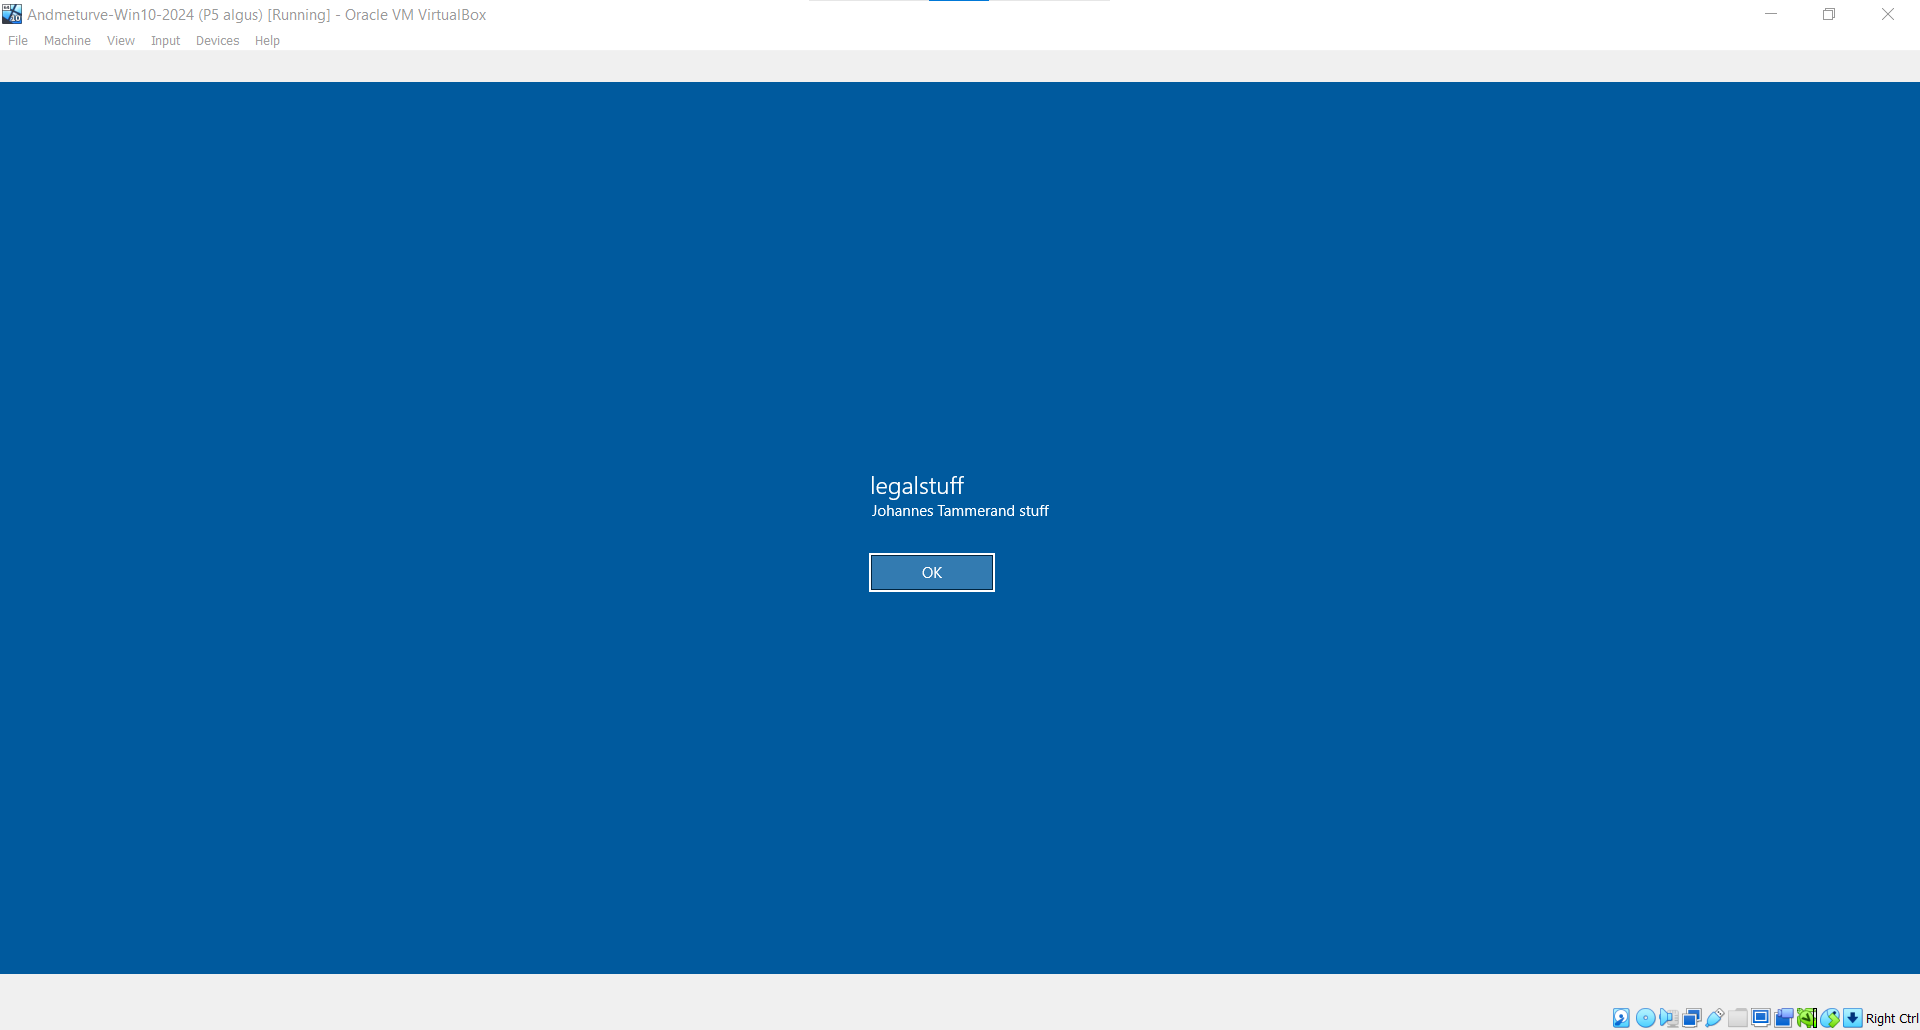 Andmeturve-Win10-2024 (P5 algus) [Running] - Oracle VM VirtualBox
File Machine View Input Devices Help
legalstuff
Johannes Tammerand stuff
OK
Right Ctrl